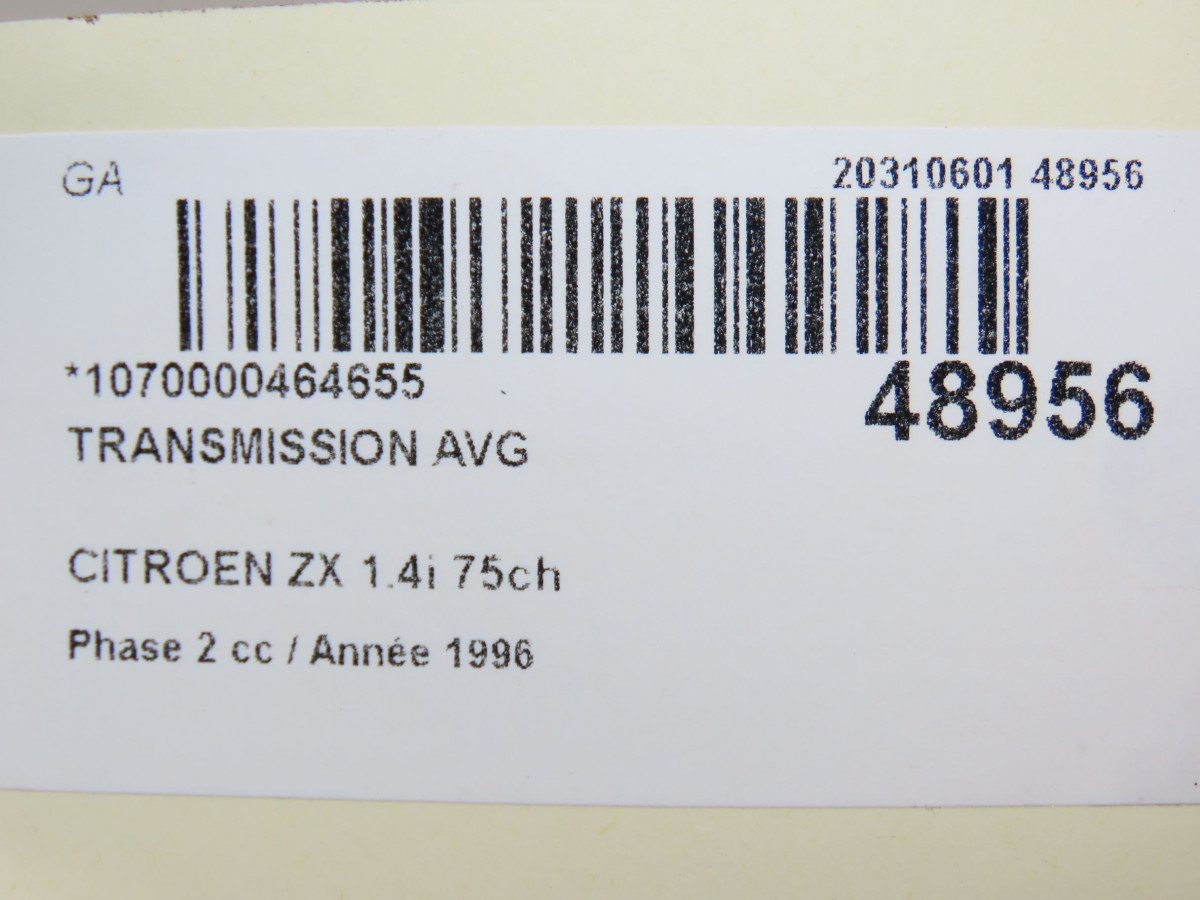 GA
20310601 48956
*1070000464655
48956
TRANSMISSION AVG
CITROEN ZX 1.4i 75ch
Phase 2 cc / Année 1996